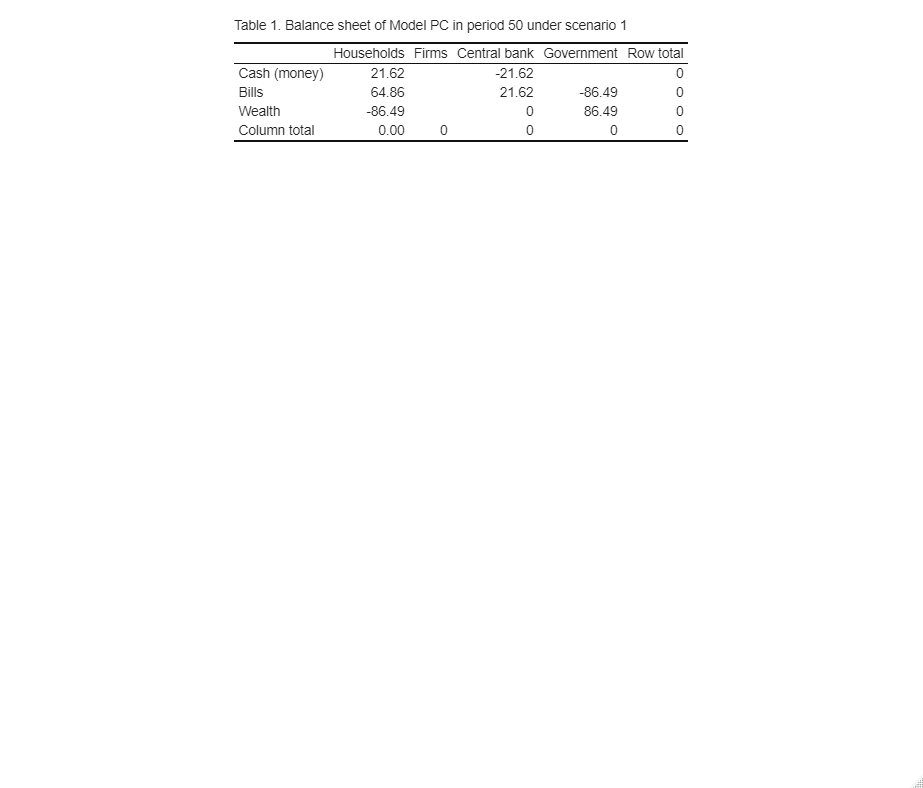 Table 1. Balance sheet of Model PC in period 50 under scenario 1
Households Firms Central bank Government Row total
Cash (money) 21.62 -21.62 0
Bills 64.86 21.62 -86.49 0
Wealth -86.49 0 86.49 0
Column total 0.00 0 0 0 0